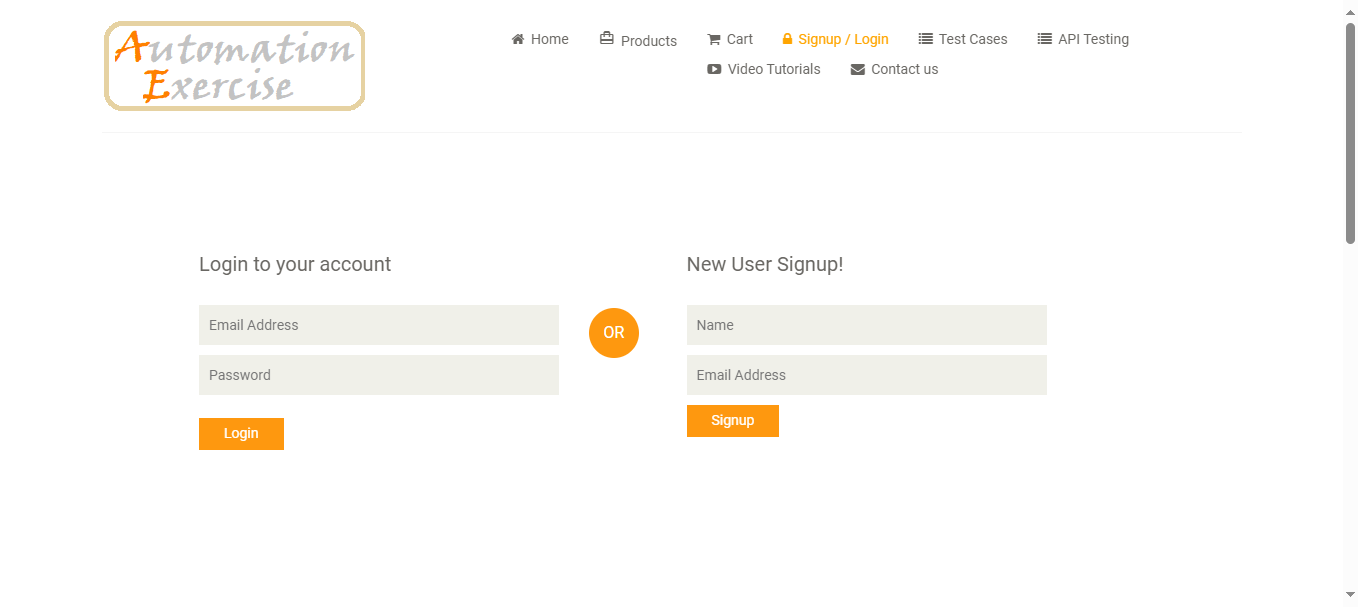 Automation
Exercise
Home
Products
Cart
Signup / Login
Test Cases
API Testing
Video Tutorials
Contact us
Login to your account
Email Address
Password
Login
OR
New User Signup!
Name
Email Address
Signup